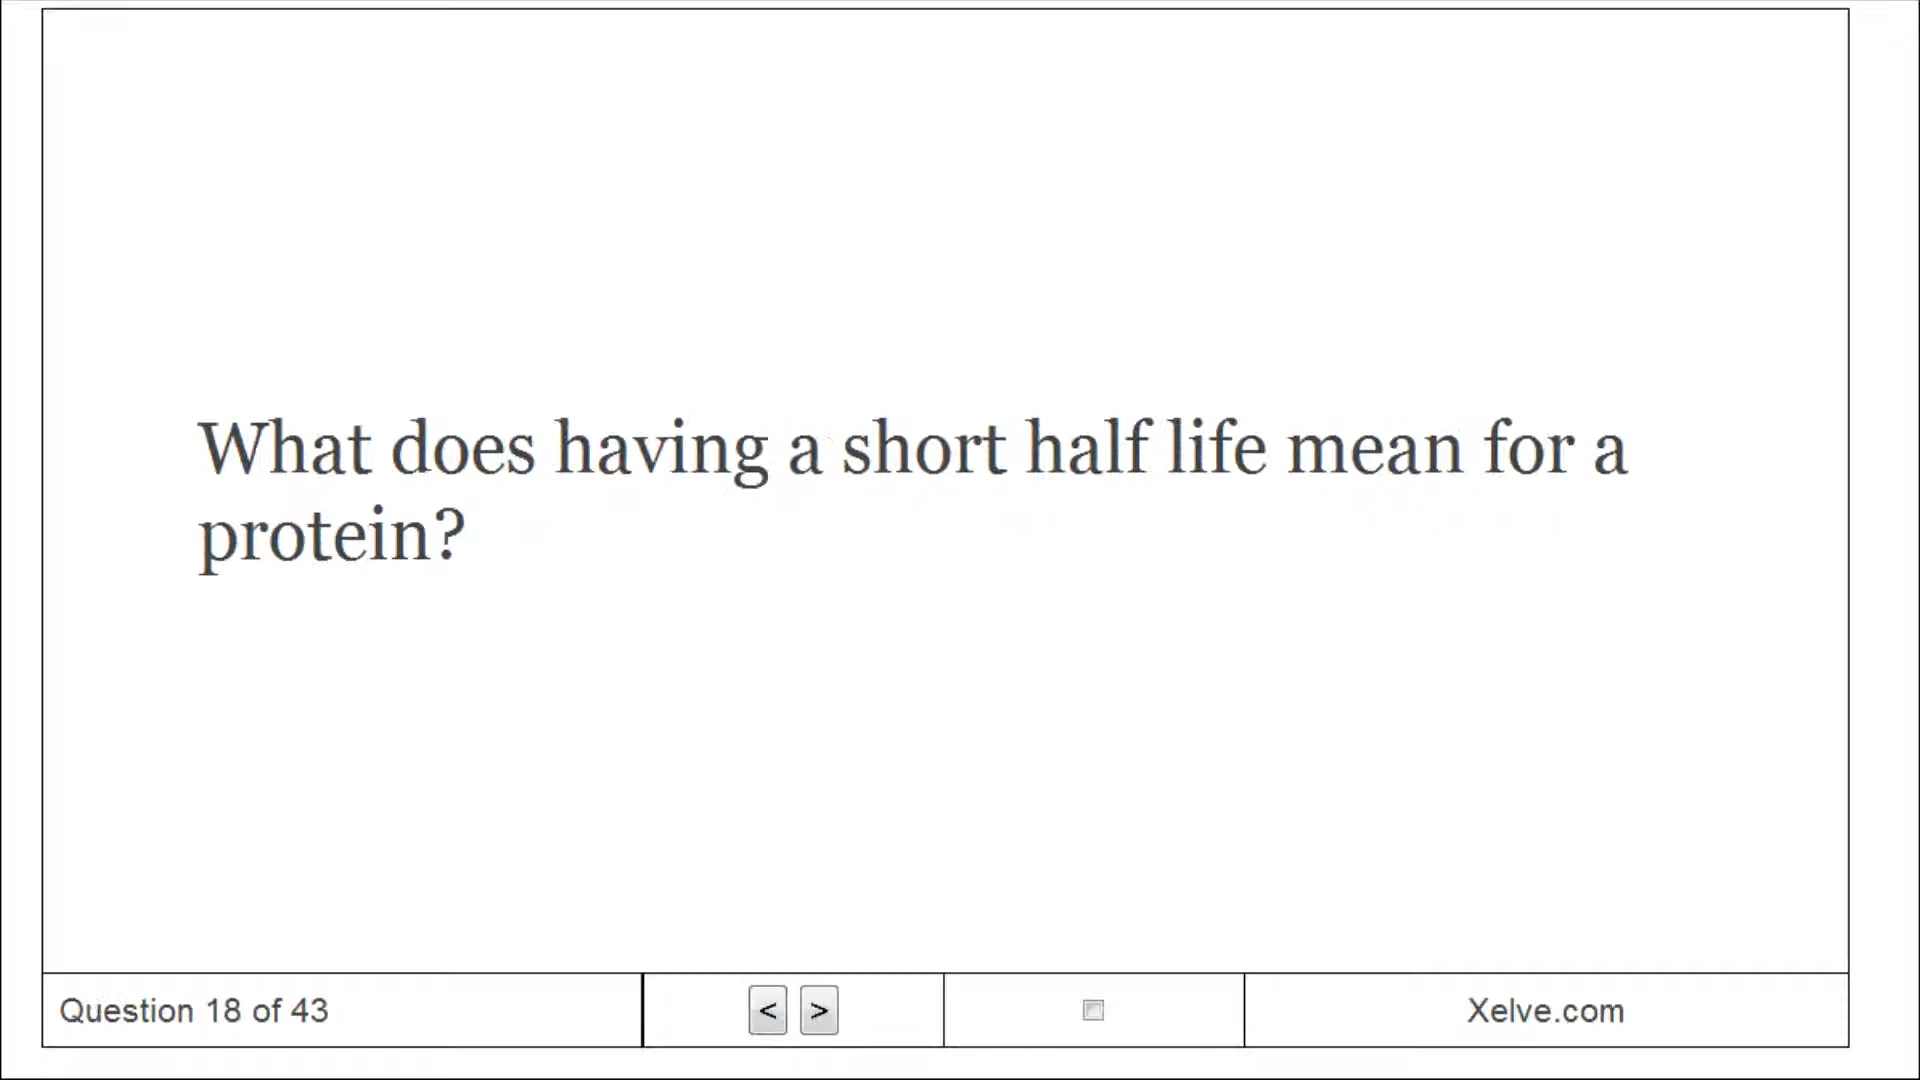 What does having a short half life mean for a
protein?
Question 18 of 43
< >
Xelve.com